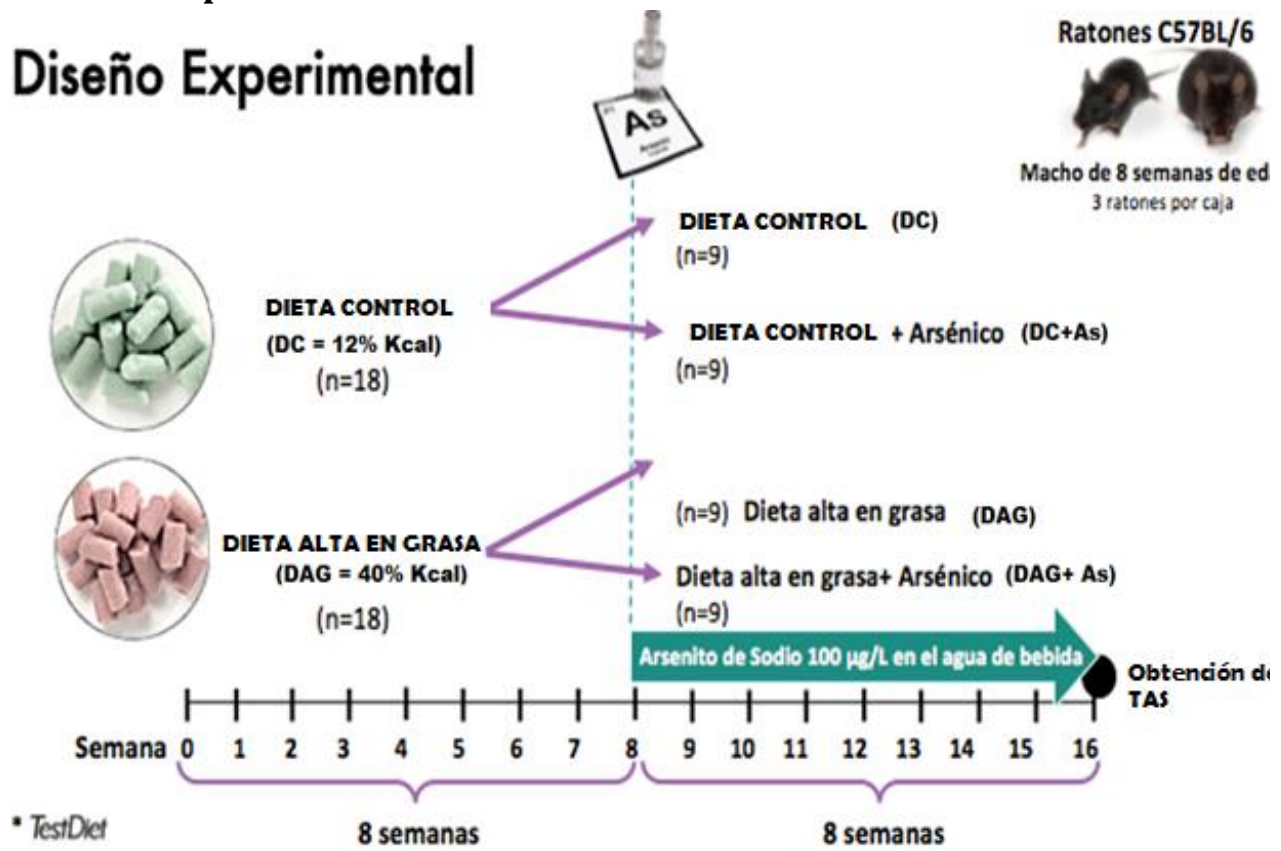 Diseño Experimental
As
Ratones C57BL/6
Macho de 8 semanas de eda
3 ratones por caja
DIETA CONTROL (DC)
(n=9)
DIETA CONTROL
(DC = 12% Kcal)
(n=18)
DIETA CONTROL + Arsénico (DC+As)
(n=9)
(n=9) Dieta alta en grasa (DAG)
DIETA ALTA EN GRASA
(DAG = 40% Kcal)
(n=18)
Dieta alta en grasa+ Arsénico (DAG+ As)
(n=9)
Arsenito de Sodio 100 µg/L en el agua de bebida
Obtención de
TAS
Semana 0 1 2 3 4 5 6 7 8 9 10 11 12 13 14 15 16
8 semanas 8 semanas
* TestDiet